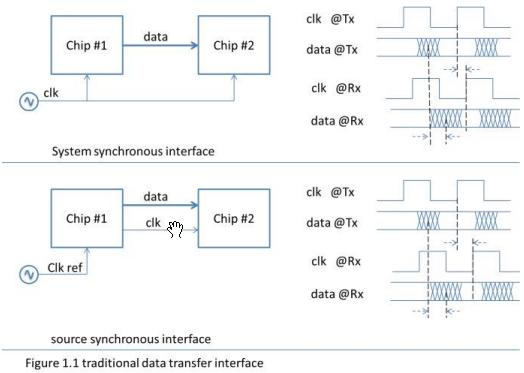 Chip #1
data
Chip #2
clk
clk @Tx
data @Tx
clk @Rx
data @Rx
System synchronous interface
Chip #1
data
clk
Chip #2
Clk ref
clk @Tx
data @Tx
clk @Rx
data @Rx
source synchronous interface
Figure 1.1 traditional data transfer interface